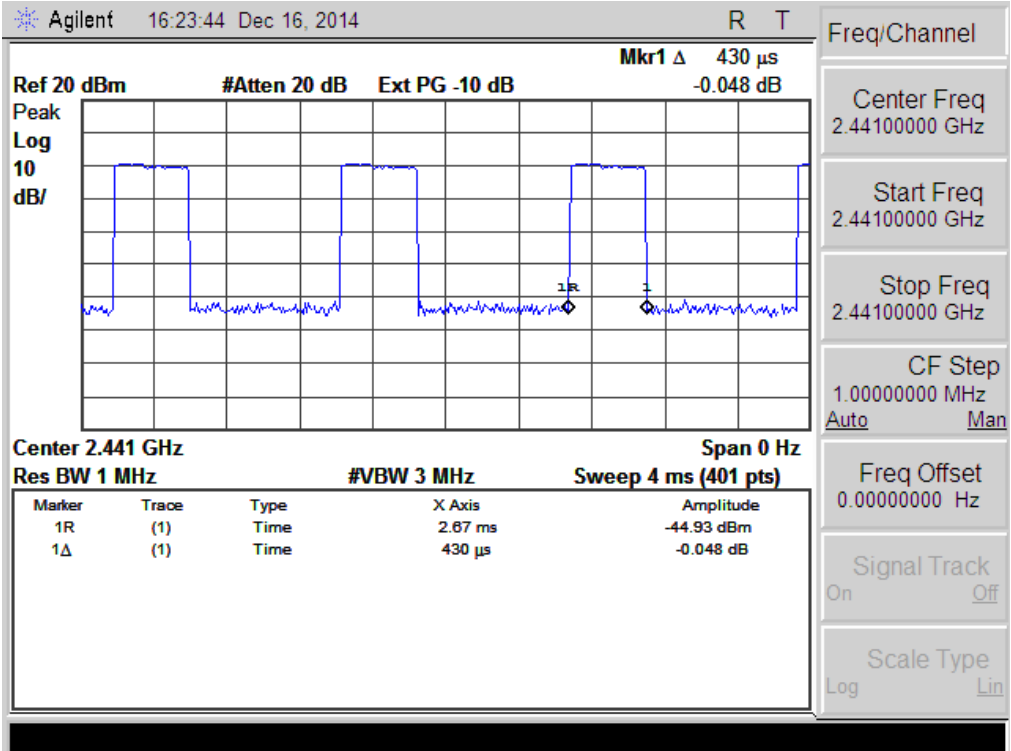 Agilent 16:23:44 Dec 16, 2014 R T
Mkr1 Δ 430 μs
Ref 20 dBm #Atten 20 dB Ext PG -10 dB -0.048 dB
Peak
Log
10
dB/
1R 1
Center 2.441 GHz Span 0 Hz
Res BW 1 MHz #VBW 3 MHz Sweep 4 ms (401 pts)
Marker Trace Type X Axis Amplitude
1R (1) Time 2.67 ms -44.93 dBm
1Δ (1) Time 430 μs -0.048 dB
Freq/Channel
Center Freq
2.44100000 GHz
Start Freq
2.44100000 GHz
Stop Freq
2.44100000 GHz
CF Step
1.00000000 MHz
Auto Man
Freq Offset
0.00000000 Hz
Signal Track
On Off
Scale Type
Log Lin